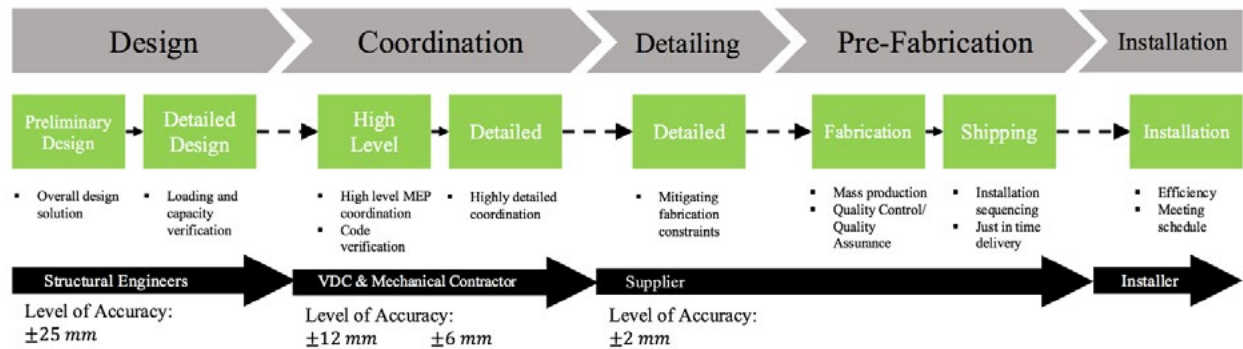 Design
Coordination
Detailing
Pre-Fabrication
Installation
Preliminary
Design
Detailed
Design
High
Level
Detailed
Detailed
Fabrication
Shipping
Installation
▪ Overall design
solution
▪ Loading and
capacity
verification
▪ High level MEP
coordination
▪ Code
verification
▪ Highly detailed
coordination
▪ Mitigating
fabrication
constraints
▪ Mass production
▪ Quality Control/
Quality
Assurance
▪ Installation
sequencing
▪ Just in time
delivery
▪ Efficiency
▪ Meeting
schedule
Structural Engineers
VDC & Mechanical Contractor
Supplier
Installer
Level of Accuracy:
±25 mm
Level of Accuracy:
±12 mm ±6 mm
Level of Accuracy:
±2 mm